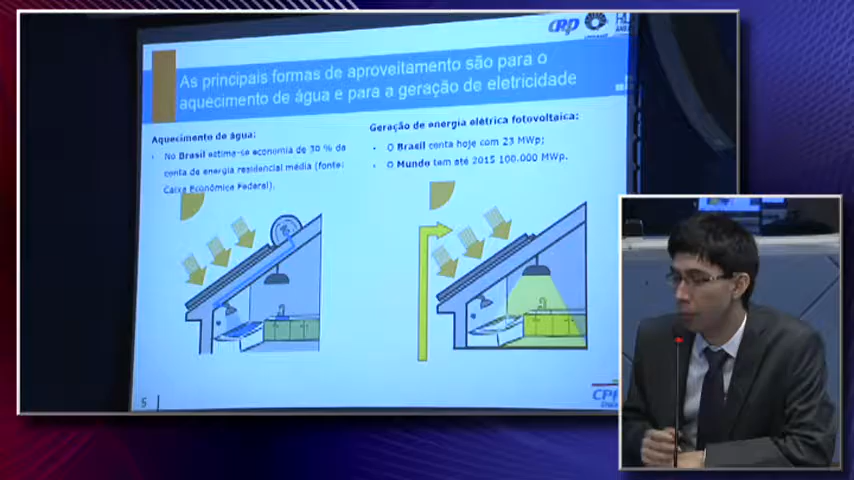 CRP
As principais formas de aproveitamento são para o
aquecimento de água e para a geração de eletricidade
Aquecimento de água:
No Brasil estima-se economia de 30 % da
conta de energia residencial média (fonte:
Caixa Econômica Federal).
Geração de energia elétrica fotovoltaica:
O Brasil conta hoje com 23 MWp;
O Mundo tem até 2015 100.000 MWp.
5